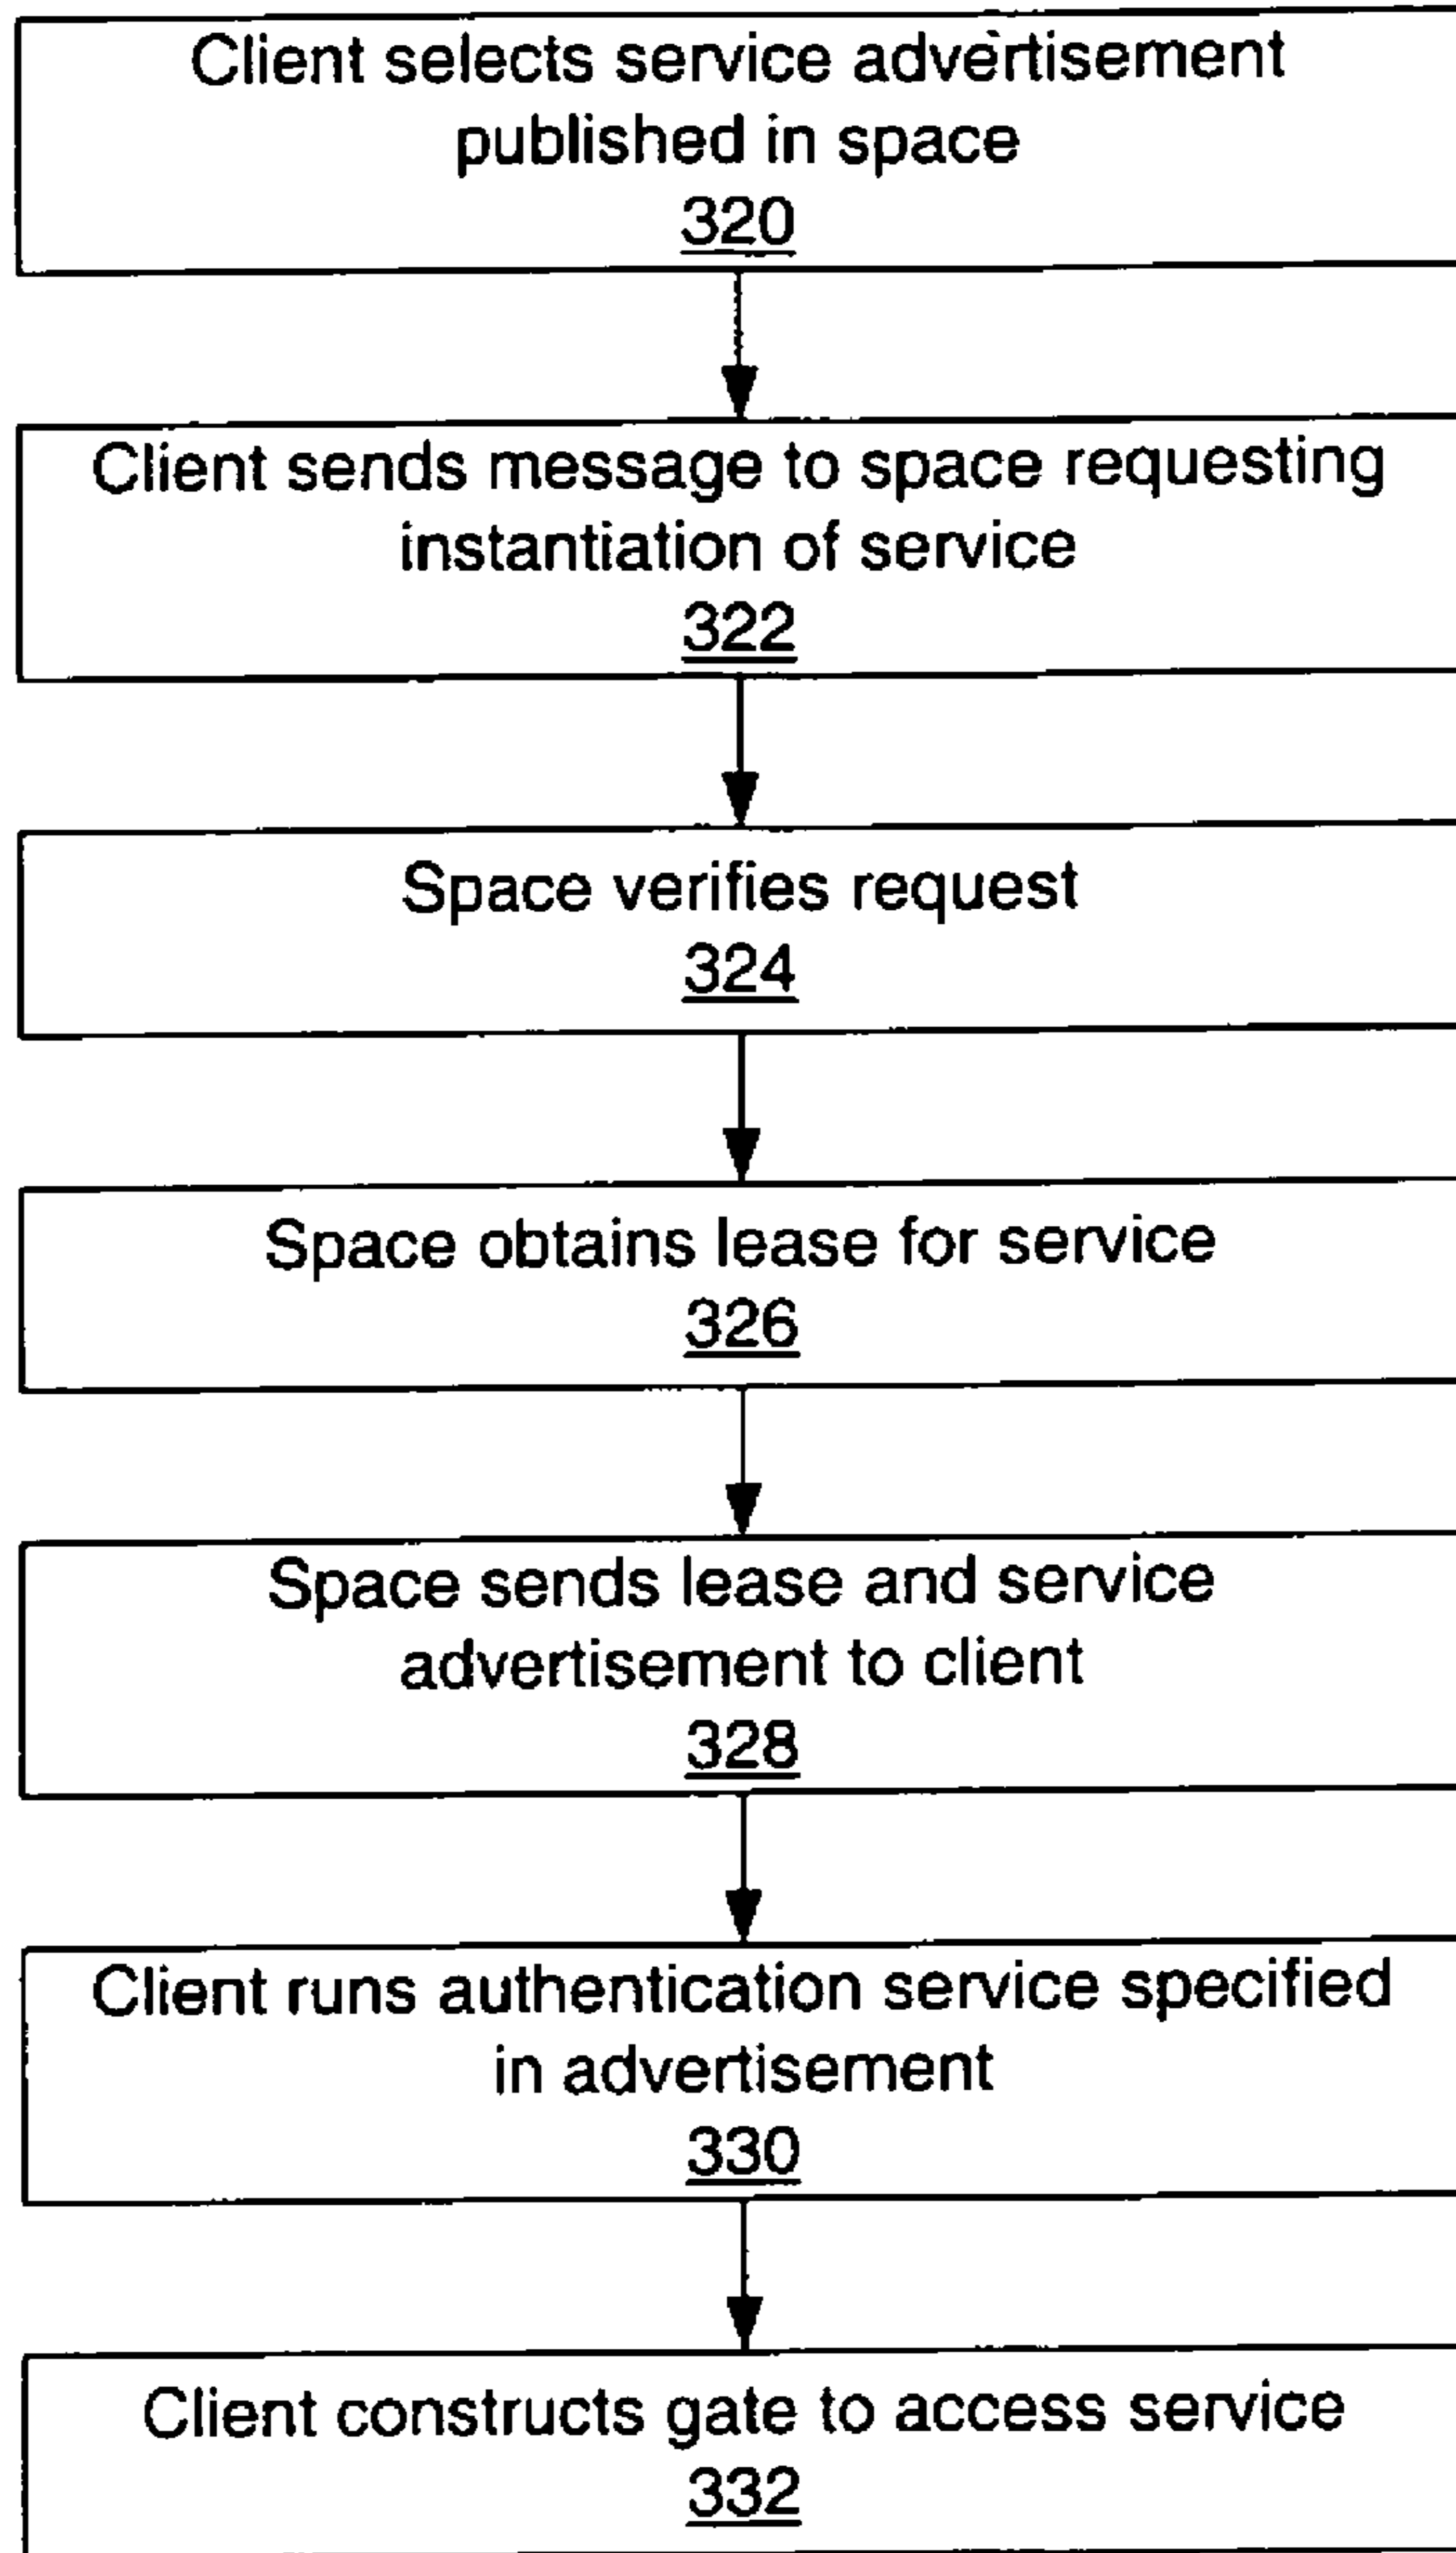 Client selects service advertisement
published in space
320
Client sends message to space requesting
instantiation of service
322
Space verifies request
324
Space obtains lease for service
326
Space sends lease and service
advertisement to client
328
Client runs authentication service specified
in advertisement
330
Client constructs gate to access service
332